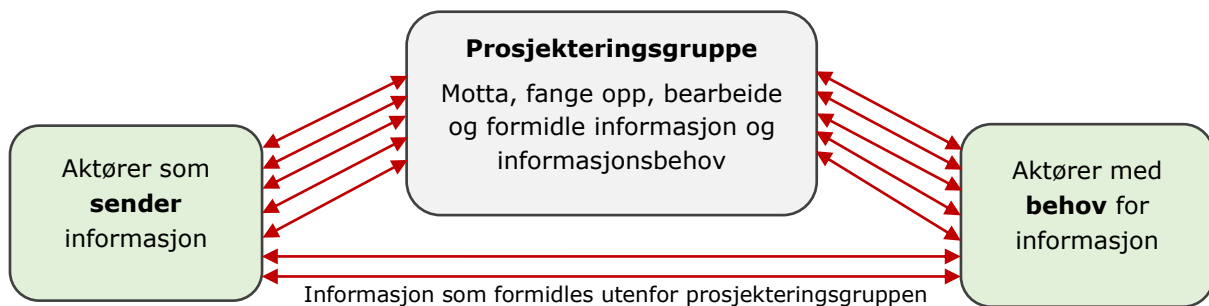 Prosjekteringsgruppe
Motta, fange opp, bearbeide
og formidle informasjon og
informasjonsbehov
Aktører som
sender
informasjon
Aktører med
behov for
informasjon
Informasjon som formidles utenfor prosjekteringsgruppen